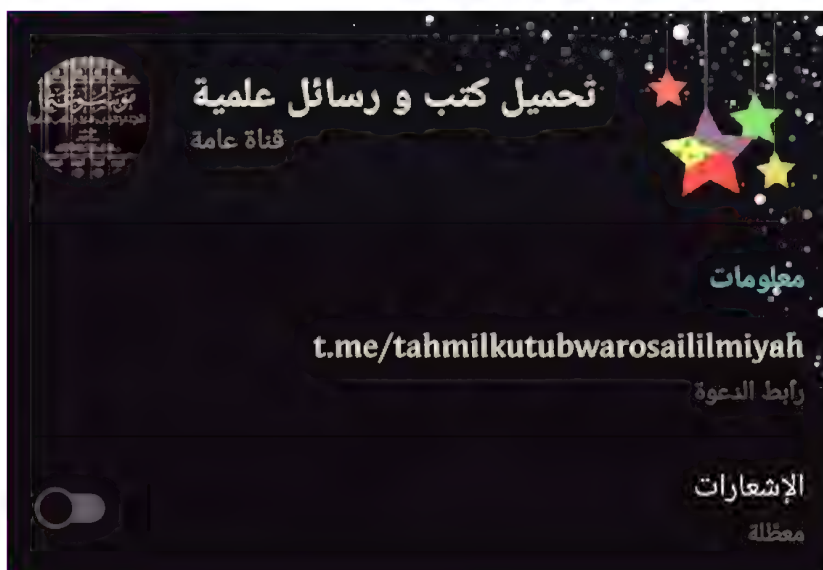 تحميل كتب و رسائل علمية
قناة عامة
معلومات
t.me/tahmilkutubwarosaililmiyah
رابط الدعوة
الإشعارات
معطّلة